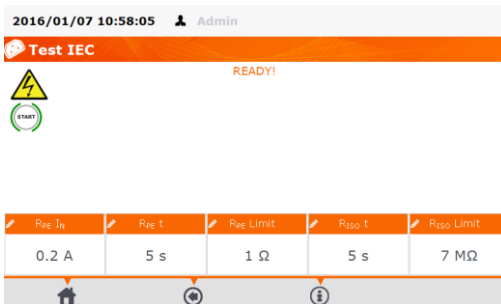 2016/01/07 10:58:05 Admin
Test IEC
READY!
START
RPE IN RPE t RPE Limit RISO t RISO Limit
0.2 A 5 s 1 Ω 5 s 7 MΩ